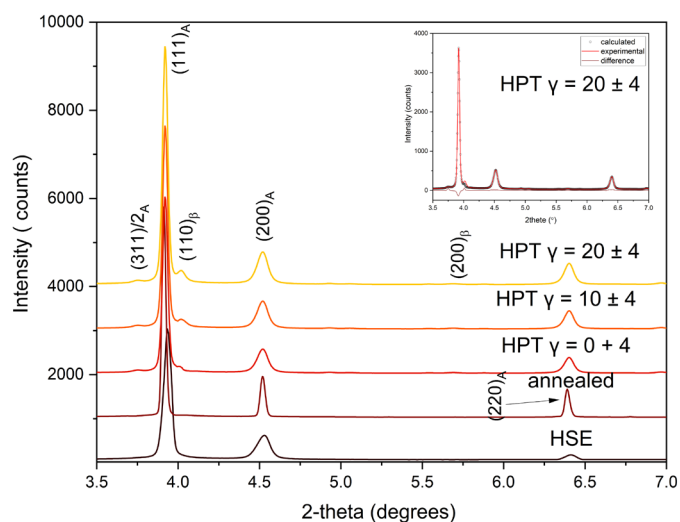 10000
8000
6000
4000
2000
Intensity ( counts)
3.5 4.0 4.5 5.0 5.5 6.0 6.5 7.0
2-theta (degrees)
(311)/2A
(111)A
(110)β
(200)A
(200)β
(220)A
HPT γ = 20 ± 4
HPT γ = 10 ± 4
HPT γ = 0 + 4
annealed
HSE
4000
3000
2000
1000
0
Intensity (counts)
3.5 4.0 4.5 5.0 5.5 6.0 6.5 7.0
2thete (°)
calculated
experimental
difference
HPT γ = 20 ± 4